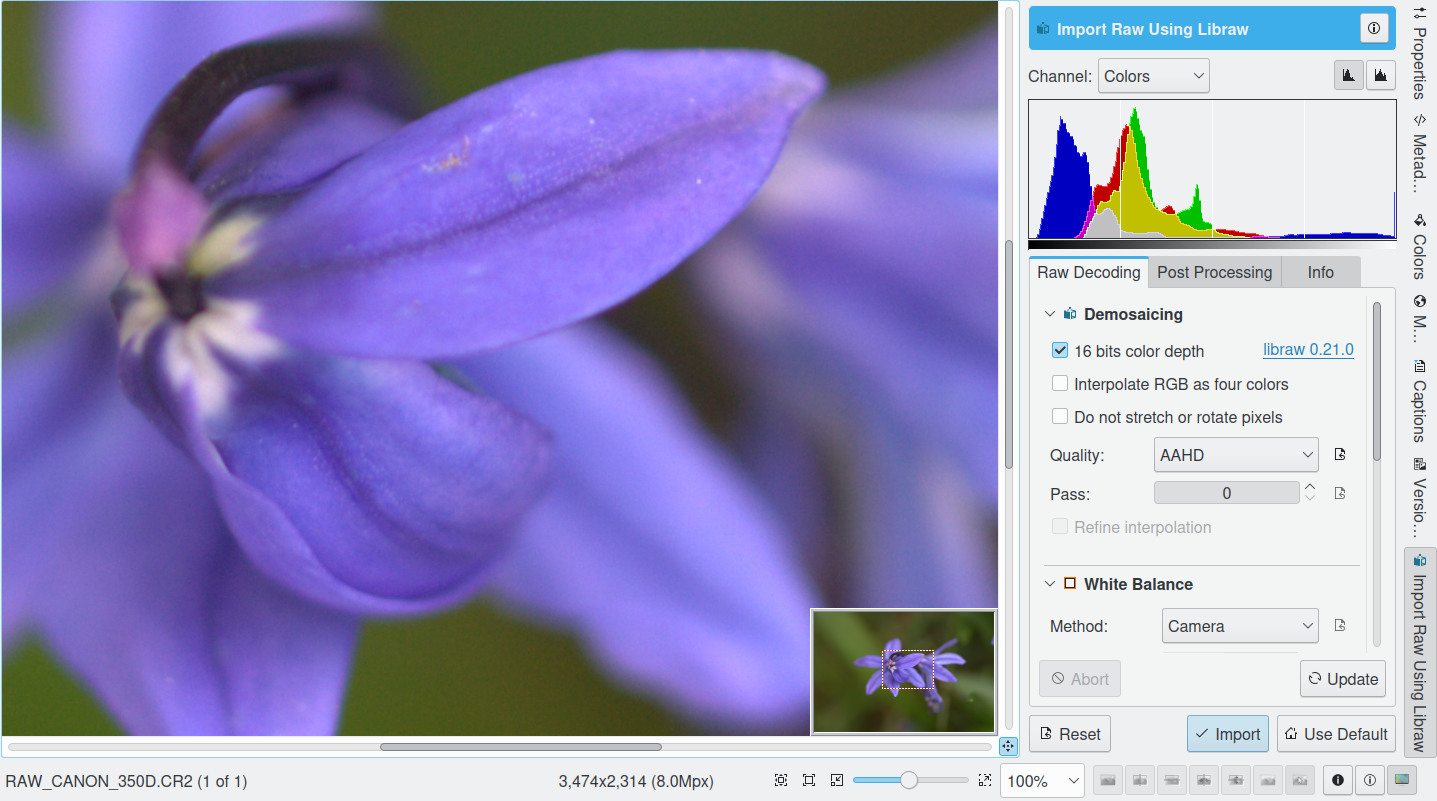 Import Raw Using Libraw
Channel: Colors
Raw Decoding Post Processing Info
Demosaicing
16 bits color depth libraw 0.21.0
Interpolate RGB as four colors
Do not stretch or rotate pixels
Quality: AAHD
Pass: 0
Refine interpolation
White Balance
Method: Camera
Abort Update
Reset Import Use Default
Properties
Metad...
Colors
M...
Captions
Versio...
Import Raw Using Libraw
RAW_CANON_350D.CR2 (1 of 1) 3,474x2,314 (8.0Mpx) 100%